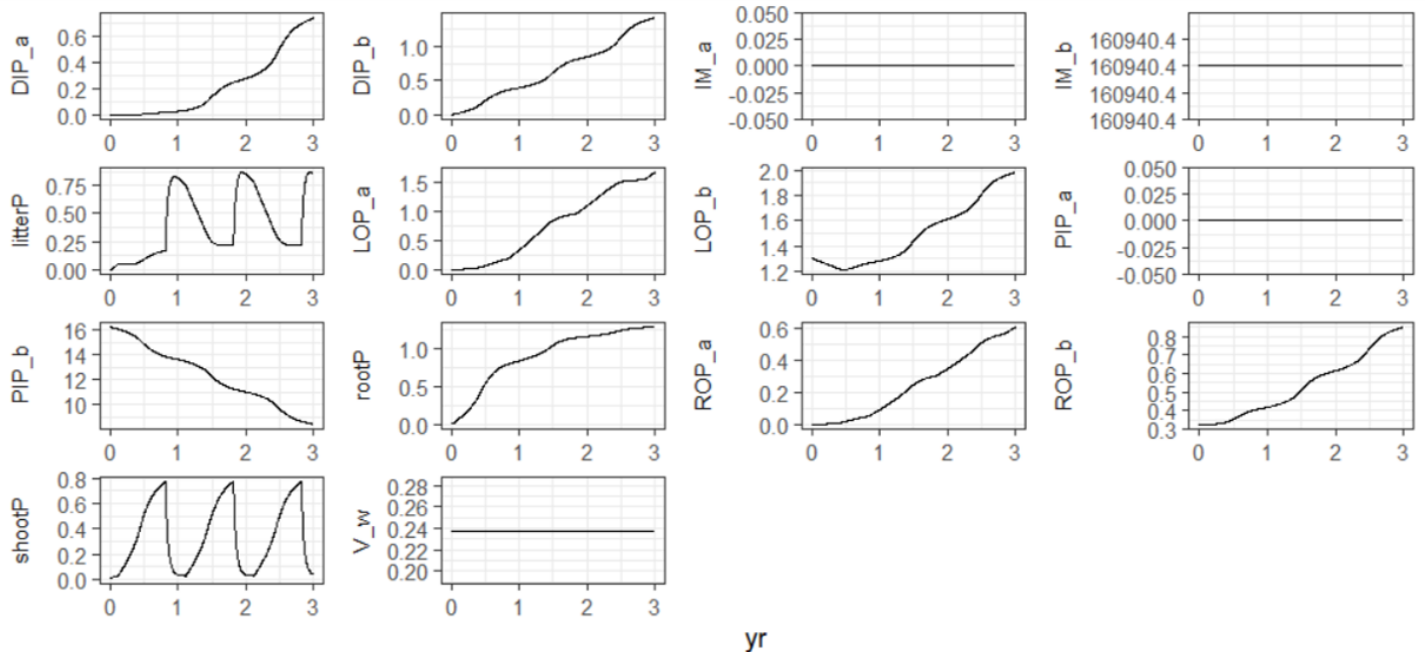 DIP_a
0.6
0.4
0.2
0.0
0 1 2 3
DIP_b
1.0
0.5
0.0
0 1 2 3
IM_a
0.050
0.025
0.000
-0.025
-0.050
0 1 2 3
IM_b
160940.4
160940.4
160940.4
160940.4
0 1 2 3
litterP
0.75
0.50
0.25
0.00
0 1 2 3
LOP_a
1.5
1.0
0.5
0.0
0 1 2 3
LOP_b
2.0
1.8
1.6
1.4
1.2
0 1 2 3
PIP_a
0.050
0.025
0.000
-0.025
-0.050
0 1 2 3
PIP_b
16
14
12
10
0 1 2 3
rootP
1.0
0.5
0.0
0 1 2 3
ROP_a
0.6
0.4
0.2
0.0
0 1 2 3
ROP_b
0.8
0.7
0.6
0.5
0.4
0.3
0 1 2 3
shootP
0.8
0.6
0.4
0.2
0.0
0 1 2 3
V_w
0.28
0.26
0.24
0.22
0.20
0 1 2 3
yr